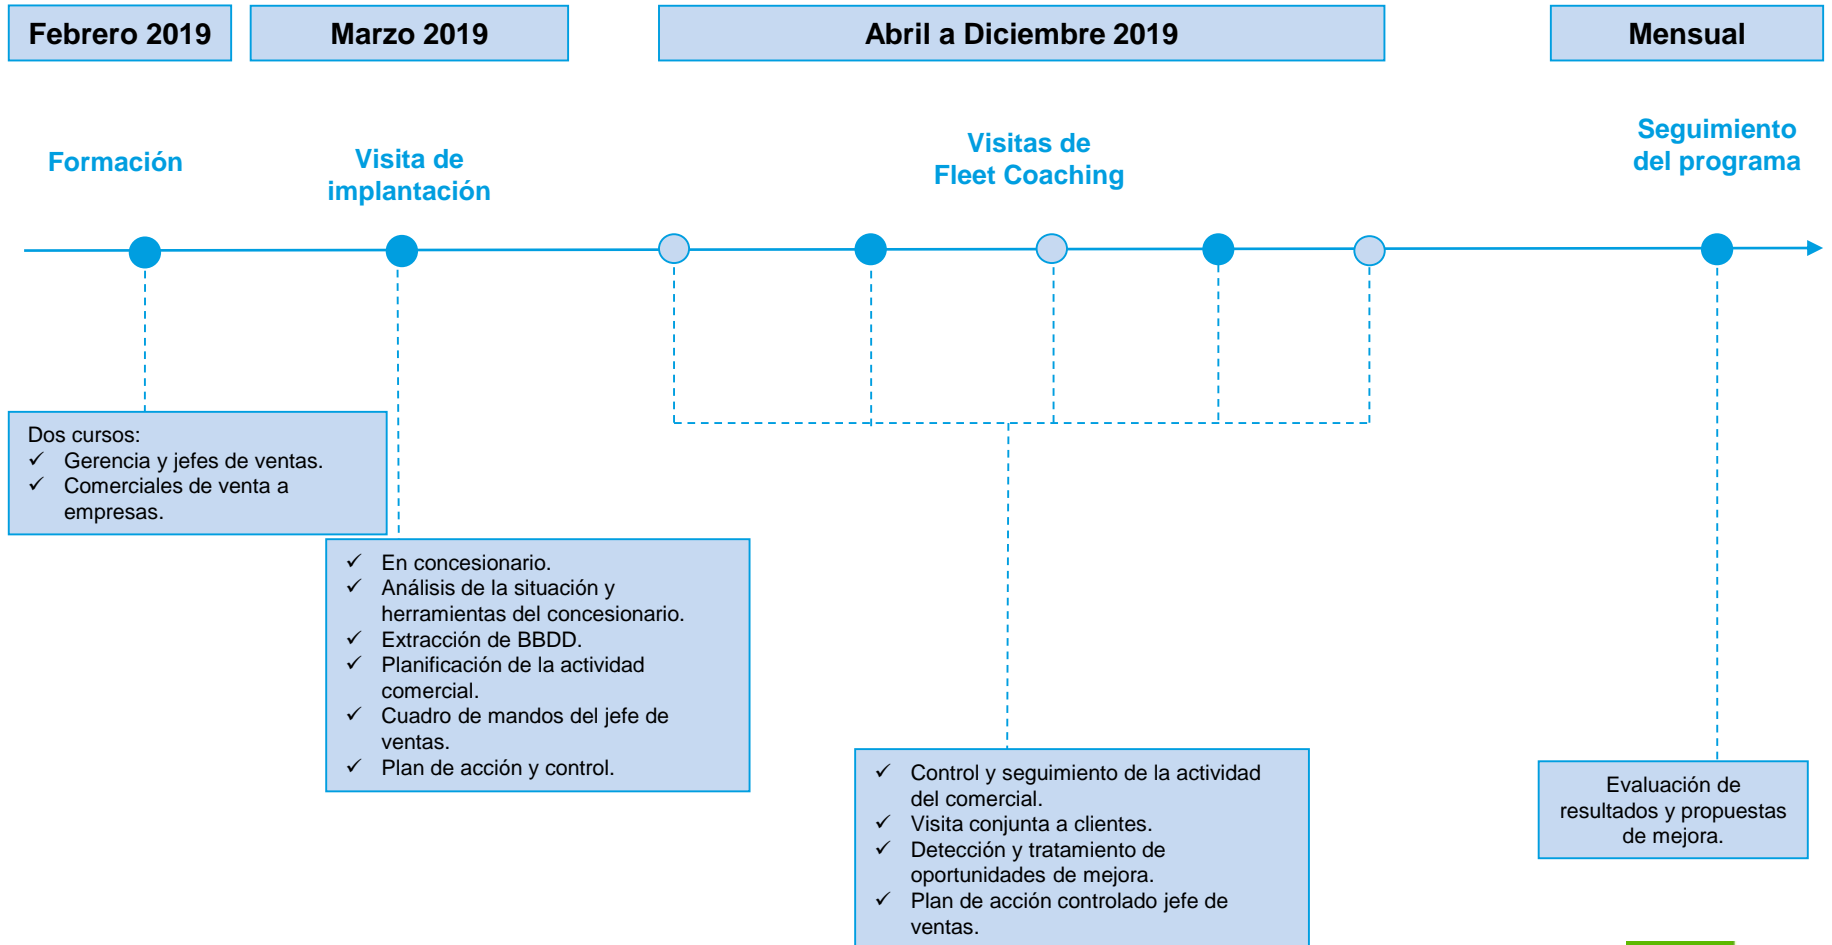 Febrero 2019
Marzo 2019
Abril a Diciembre 2019
Mensual
Formación
Visita de
implantación
Visitas de
Fleet Coaching
Seguimiento
del programa
Dos cursos:
✓ Gerencia y jefes de ventas.
✓ Comerciales de venta a
empresas.
✓ En concesionario.
✓ Análisis de la situación y
herramientas del concesionario.
✓ Extracción de BBDD.
✓ Planificación de la actividad
comercial.
✓ Cuadro de mandos del jefe de
ventas.
✓ Plan de acción y control.
✓ Control y seguimiento de la actividad
del comercial.
✓ Visita conjunta a clientes.
✓ Detección y tratamiento de
oportunidades de mejora.
✓ Plan de acción controlado jefe de
ventas.
Evaluación de
resultados y propuestas
de mejora.